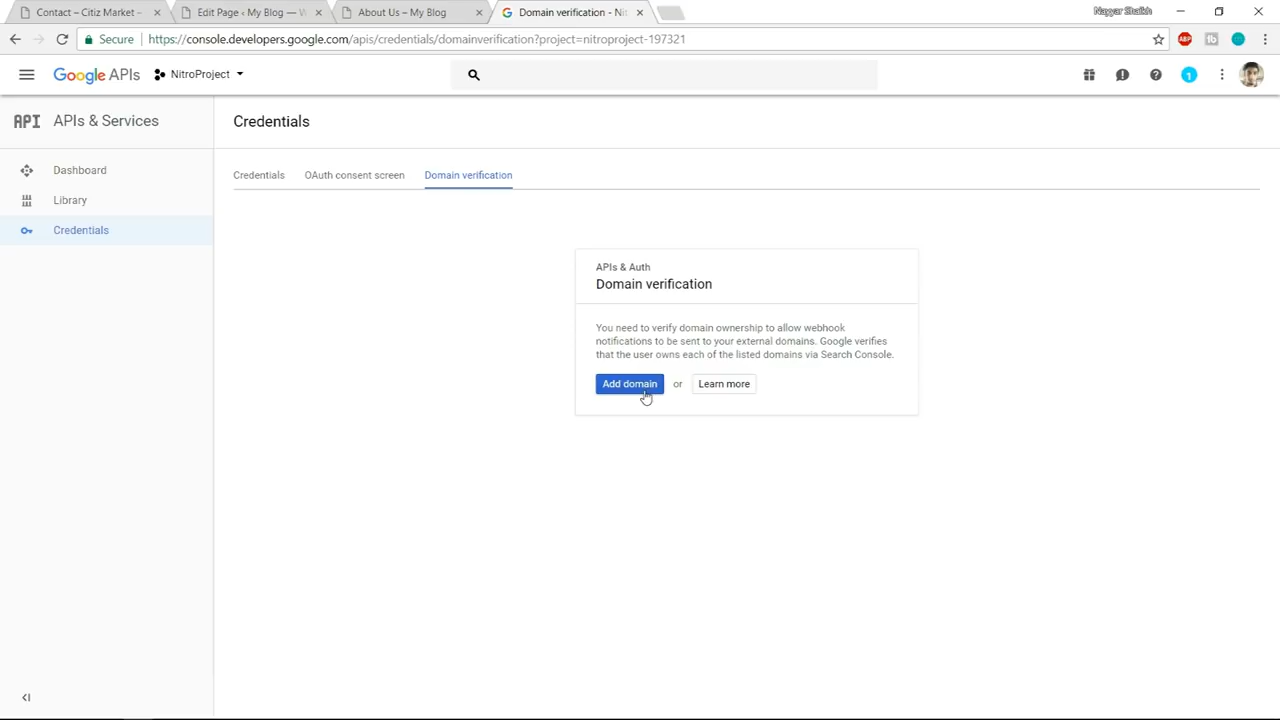 Contact – Citiz Market –
Edit Page ‹ My Blog — W
About Us – My Blog
Domain verification - Nit
Nayyar Shaikh
Secure
https://console.developers.google.com/apis/credentials/domainverification?project=nitroproject-197321
ABP
tb
Google APIs
NitroProject
1
API
APIs & Services
Credentials
Dashboard
Library
Credentials
Credentials
OAuth consent screen
Domain verification
APIs & Auth
Domain verification
You need to verify domain ownership to allow webhook
notifications to be sent to your external domains. Google verifies
that the user owns each of the listed domains via Search Console.
Add domain
or
Learn more